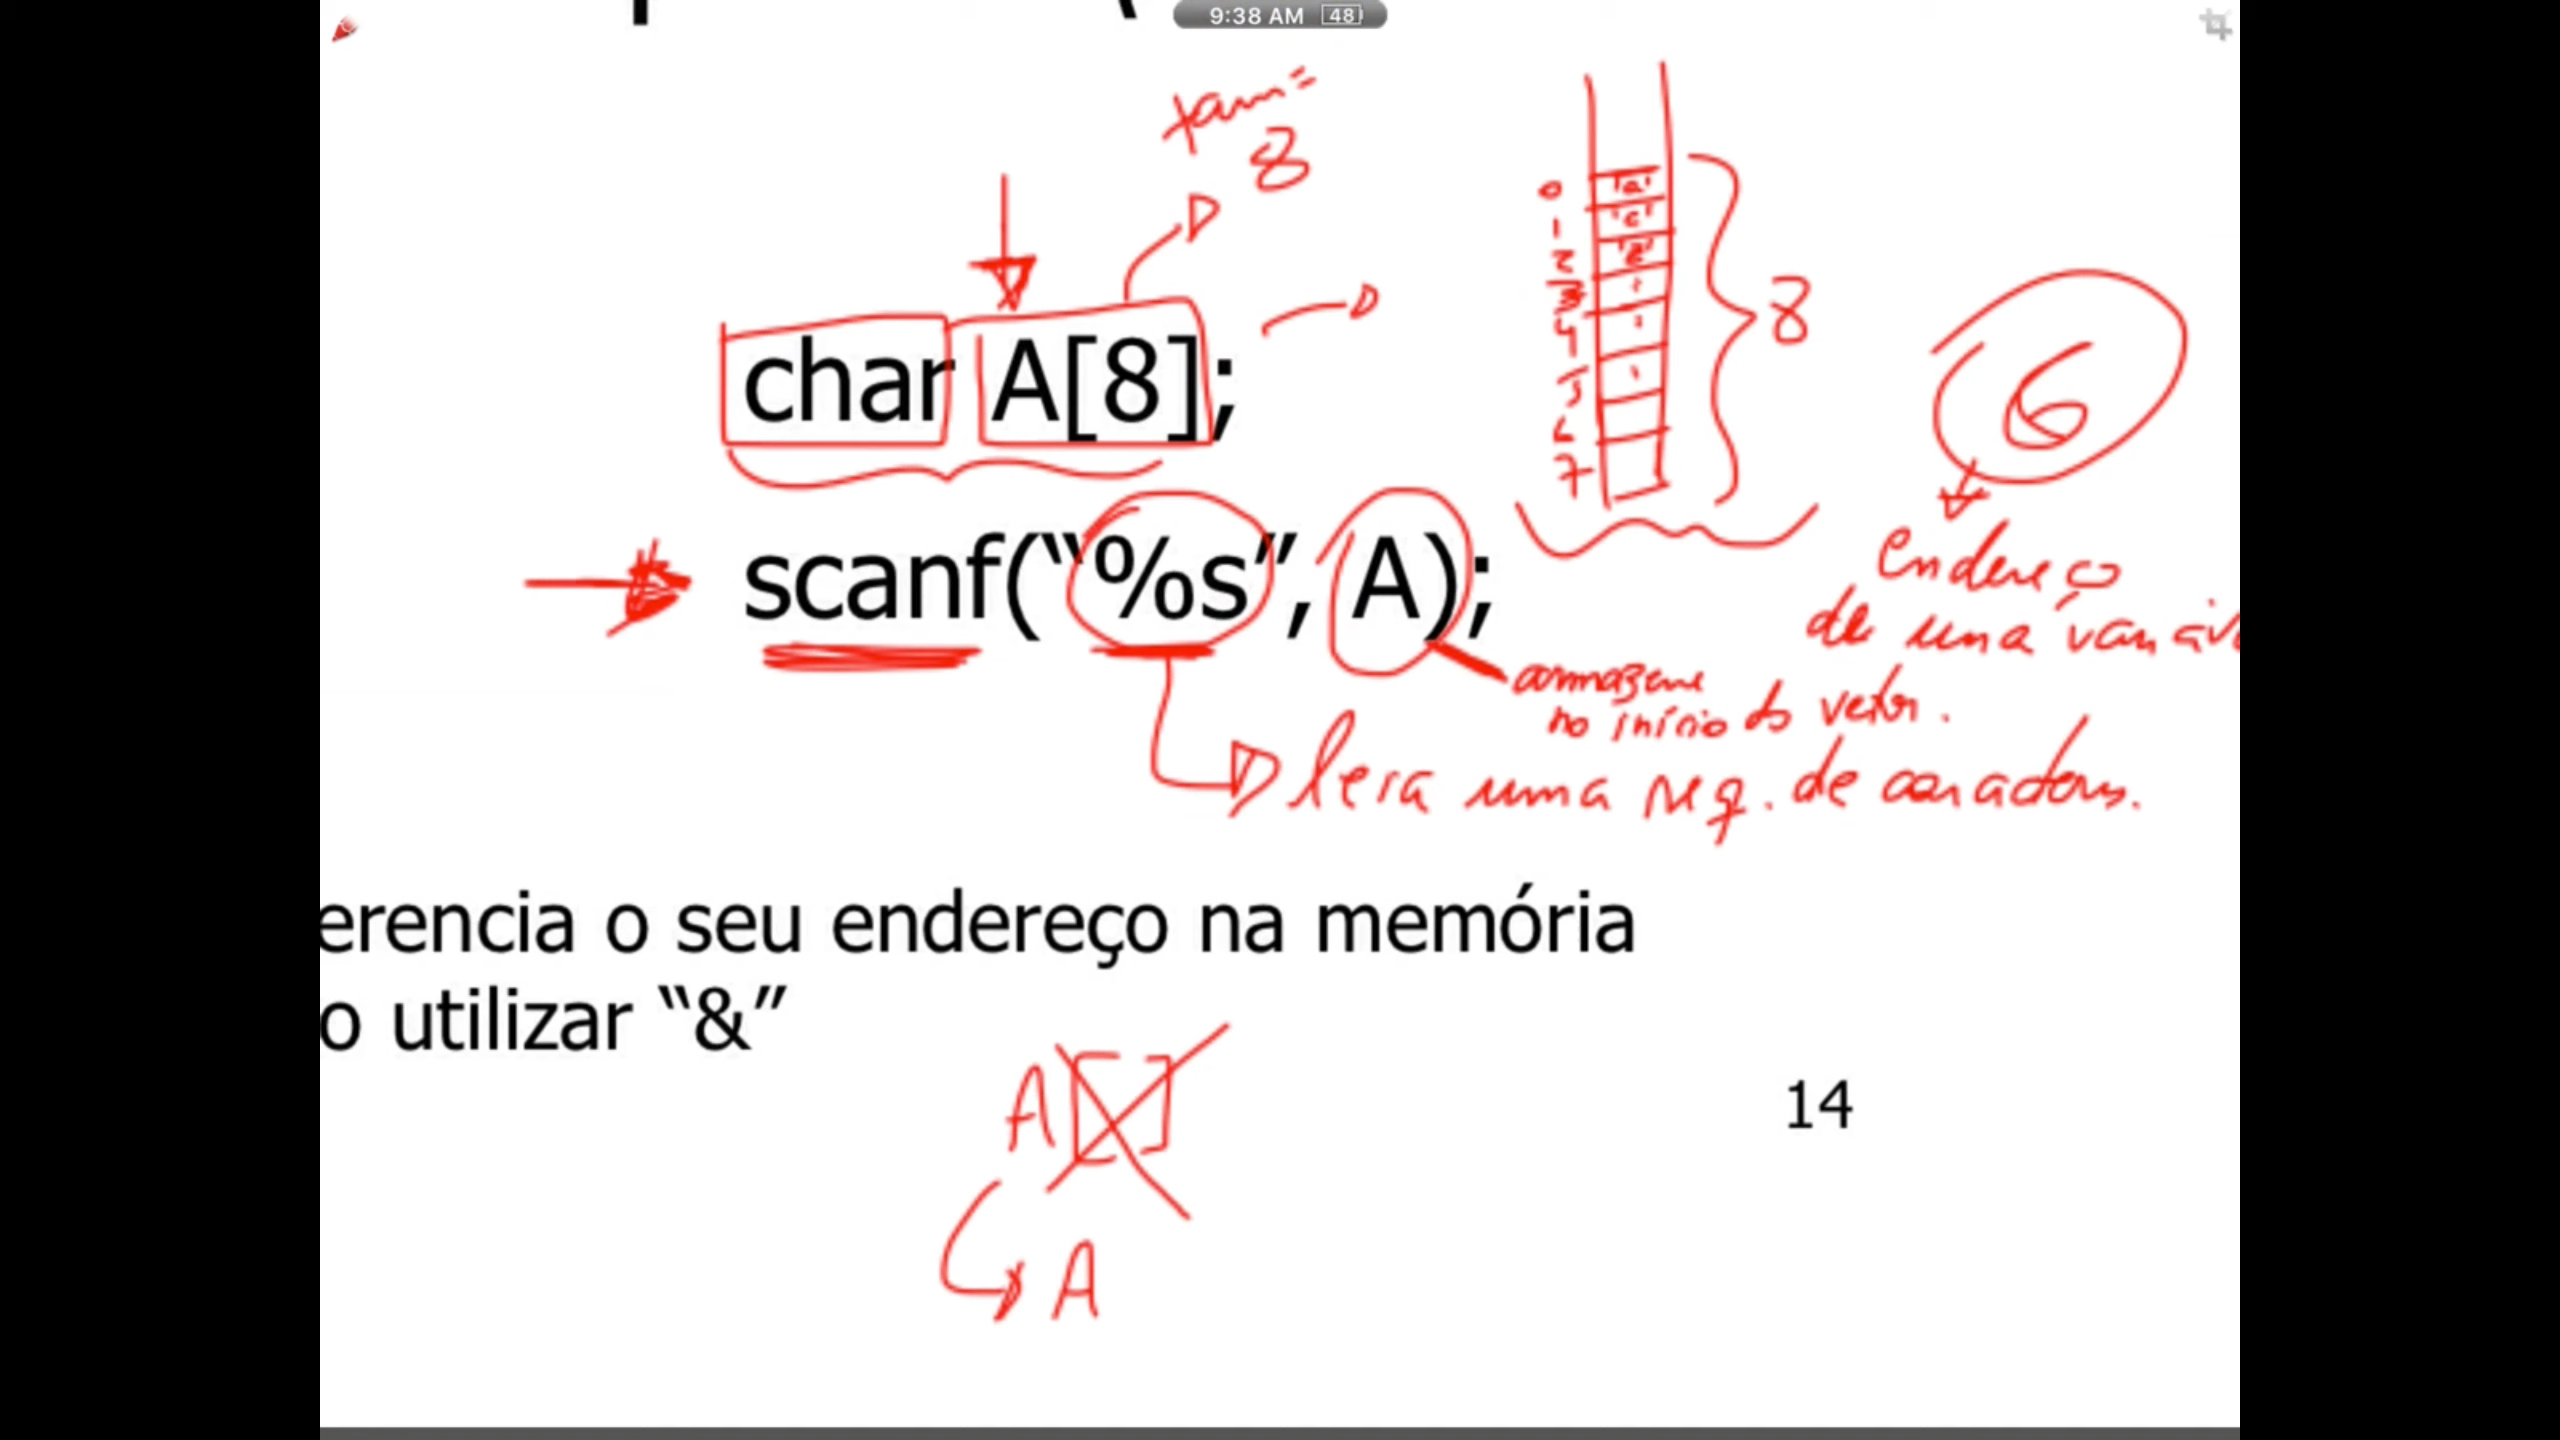 9:38 AM 48
tam=
8
0 'a'
1 'c'
2 'e'
3
4
5
6
7
8
6
char A[8];
scanf(“%s”, A);
endereço
de uma variáv
armazene
no início do vetor.
lerá uma seq. de caracteres.
erencia o seu endereço na memória
o utilizar “&”
A[]
A
14